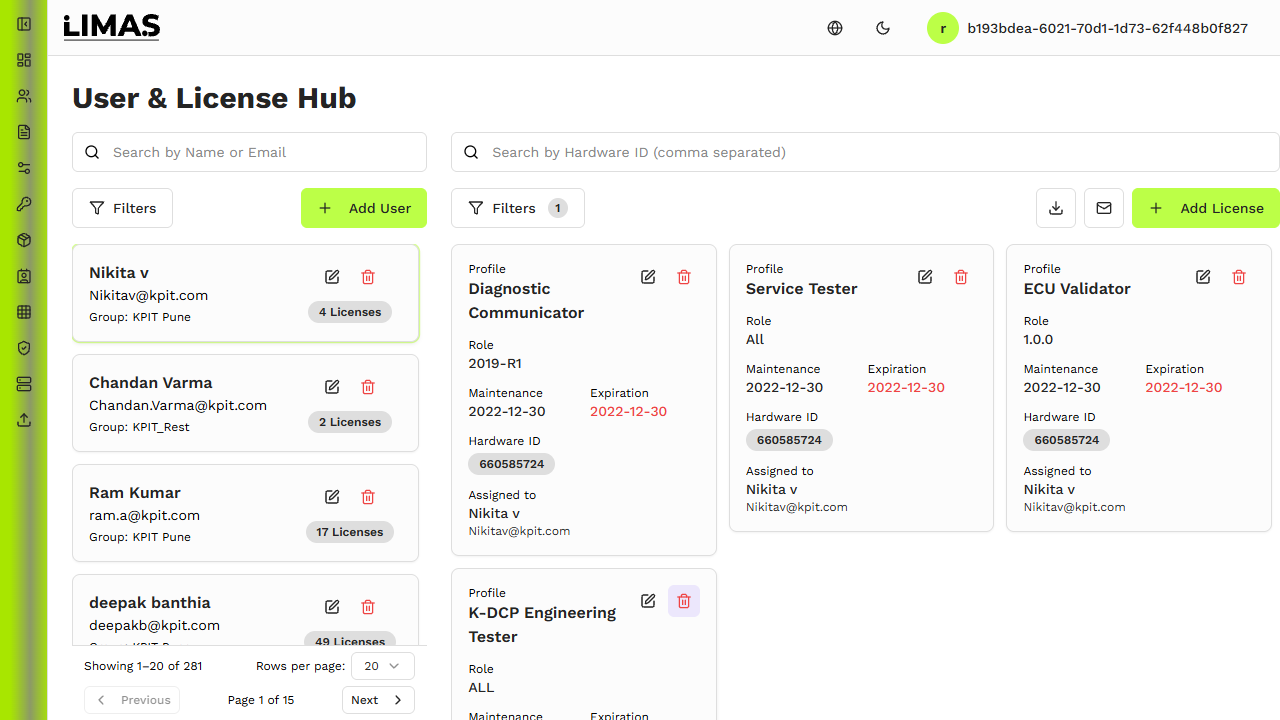 LIMAS
r
b193bdea-6021-70d1-1d73-62f448b0f827
User & License Hub
Search by Name or Email
Filters
Add User
Nikita v
Nikitav@kpit.com
Group: KPIT Pune
4 Licenses
Chandan Varma
Chandan.Varma@kpit.com
Group: KPIT_Rest
2 Licenses
Ram Kumar
ram.a@kpit.com
Group: KPIT Pune
17 Licenses
deepak banthia
deepakb@kpit.com
49 Licenses
Showing 1–20 of 281
Rows per page: 20
Previous
Page 1 of 15
Next
Search by Hardware ID (comma separated)
Filters 1
Add License
Profile
Diagnostic
Communicator
Role
2019-R1
Maintenance Expiration
2022-12-30 2022-12-30
Hardware ID
660585724
Assigned to
Nikita v
Nikitav@kpit.com
Profile
Service Tester
Role
All
Maintenance Expiration
2022-12-30 2022-12-30
Hardware ID
660585724
Assigned to
Nikita v
Nikitav@kpit.com
Profile
ECU Validator
Role
1.0.0
Maintenance Expiration
2022-12-30 2022-12-30
Hardware ID
660585724
Assigned to
Nikita v
Nikitav@kpit.com
Profile
K-DCP Engineering
Tester
Role
ALL
Maintenance Expiration